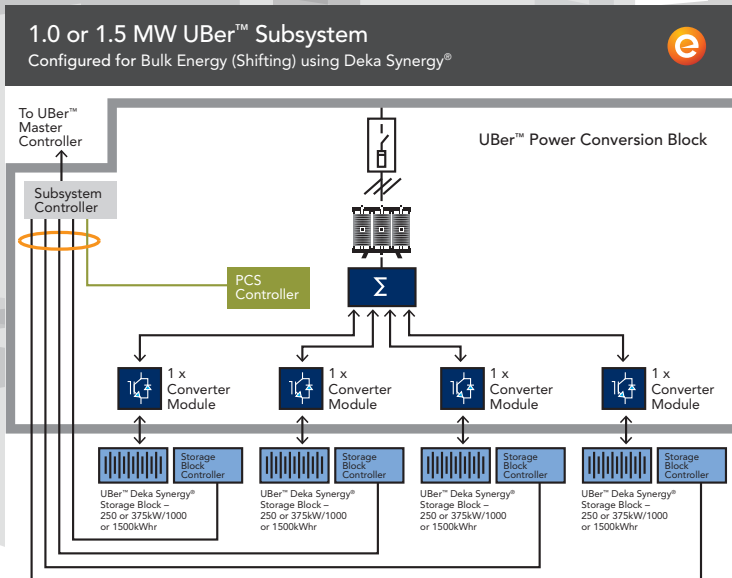 1.0 or 1.5 MW UBer™ Subsystem
Configured for Bulk Energy (Shifting) using Deka Synergy®
e
To UBer™
Master
Controller
UBer™ Power Conversion Block
Subsystem
Controller
PCS
Controller
Σ
1 x
Converter
Module
1 x
Converter
Module
1 x
Converter
Module
1 x
Converter
Module
Storage
Block
Controller
Storage
Block
Controller
Storage
Block
Controller
Storage
Block
Controller
UBer™ Deka Synergy®
Storage Block –
250 or 375kW/1000
or 1500kWhr
UBer™ Deka Synergy®
Storage Block –
250 or 375kW/1000
or 1500kWhr
UBer™ Deka Synergy®
Storage Block –
250 or 375kW/1000
or 1500kWhr
UBer™ Deka Synergy®
Storage Block –
250 or 375kW/1000
or 1500kWhr